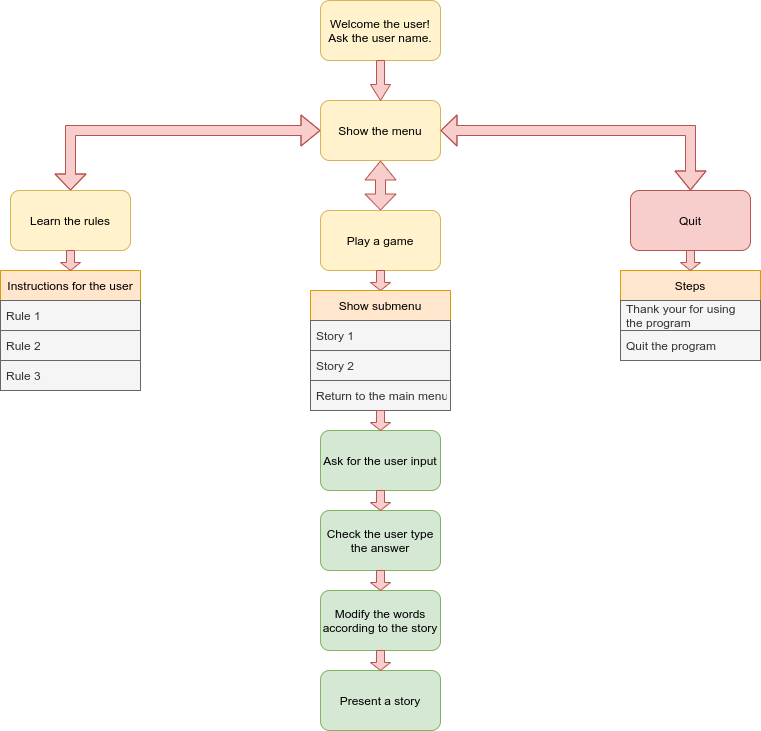 Welcome the user!
Ask the user name.
Show the menu
Learn the rules
Play a game
Quit
Instructions for the user
Rule 1
Rule 2
Rule 3
Show submenu
Story 1
Story 2
Return to the main menu
Steps
Thank your for using
the program
Quit the program
Ask for the user input
Check the user type
the answer
Modify the words
according to the story
Present a story